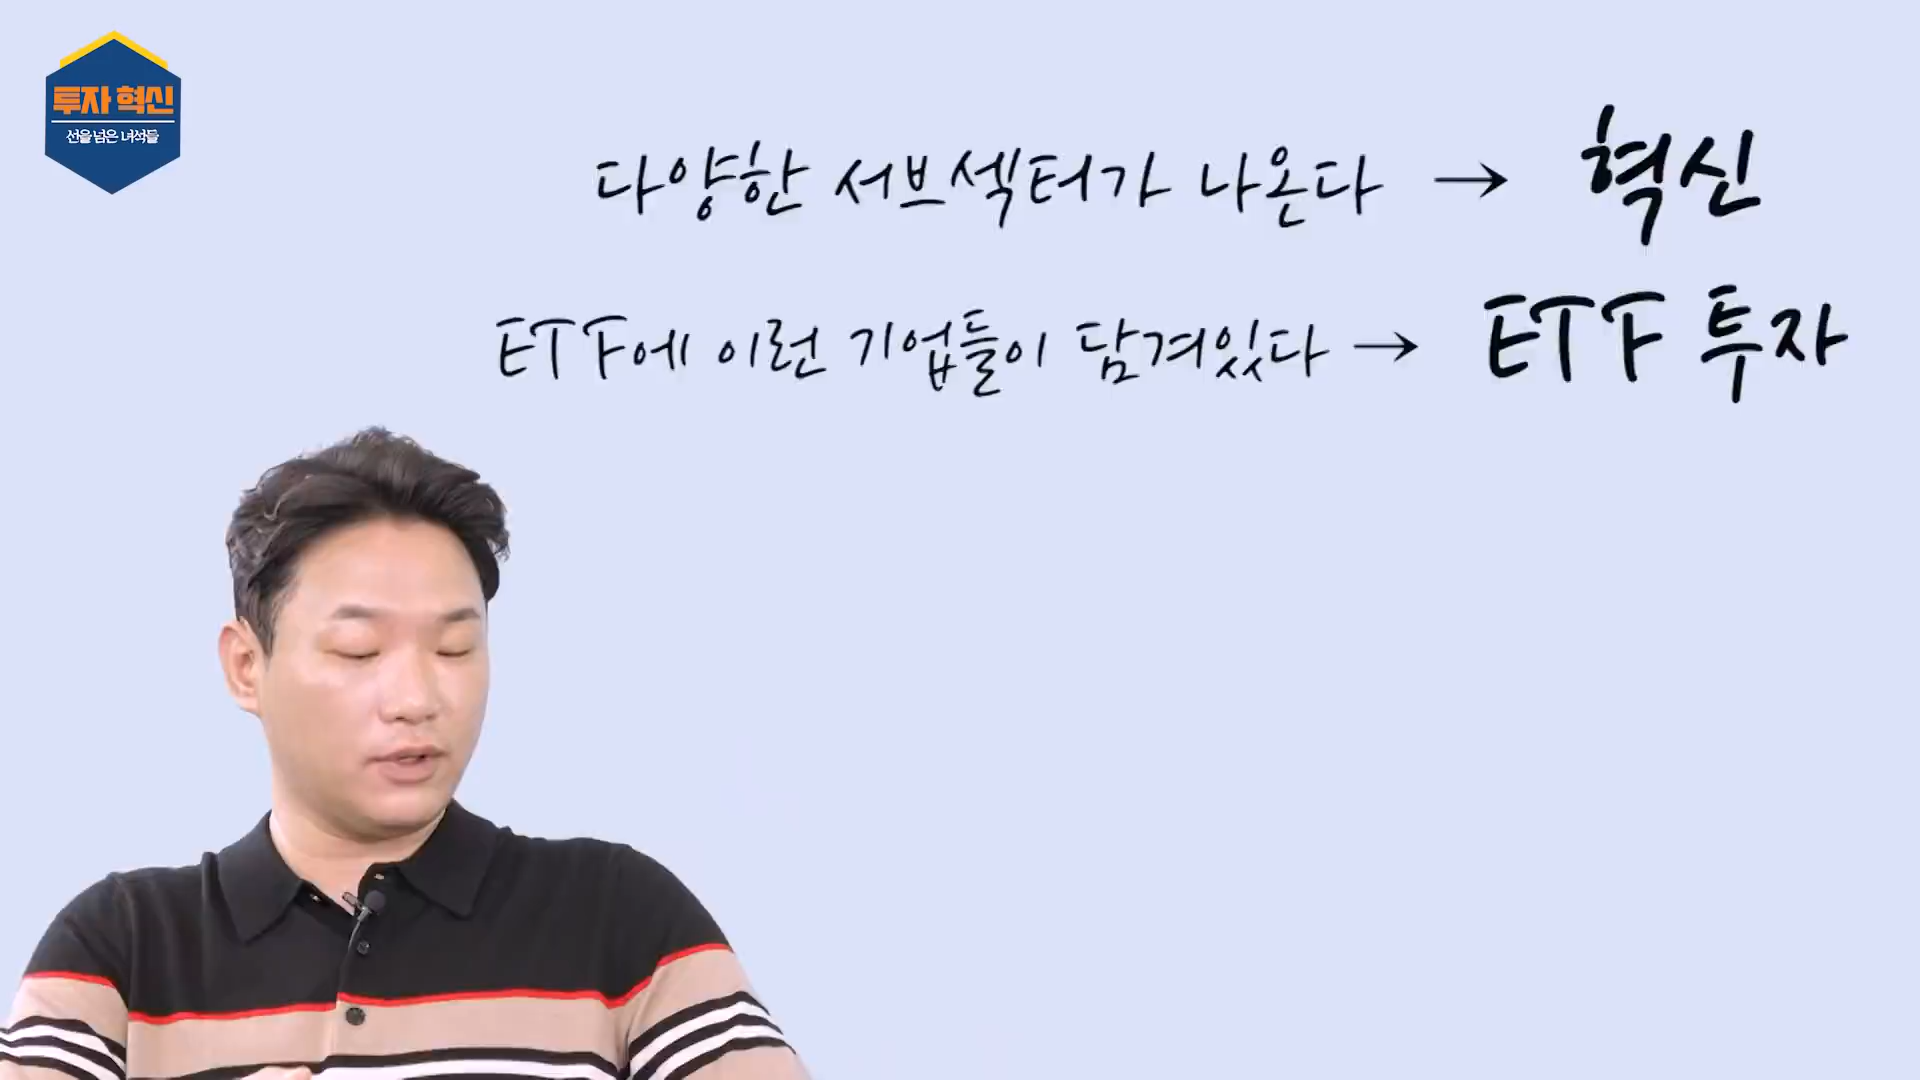 투자 혁신
선을 넘은 녀석들
다양한 서브섹터가 나온다 → 혁신
ETF에 이런 기업들이 담겨있다 → ETF 투자